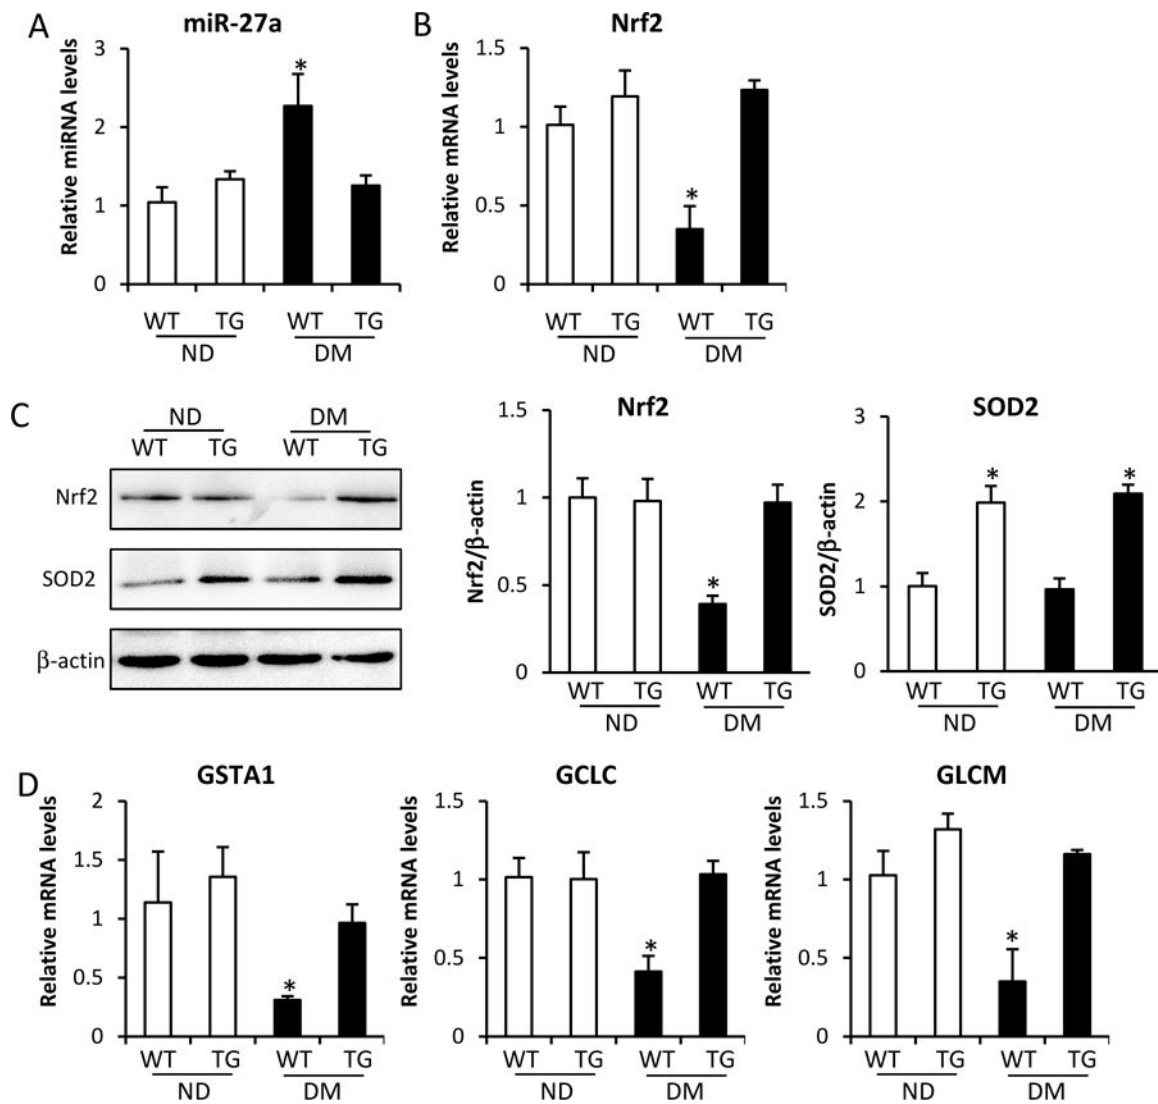 A
miR-27a
Relative miRNA levels
3
2
1
0
*
WT TG WT TG
ND DM
B
Nrf2
Relative mRNA levels
1.5
1
0.5
0
*
WT TG WT TG
ND DM
C
ND DM
WT TG WT TG
Nrf2
SOD2
β-actin
Nrf2
Nrf2/β-actin
1.5
1
0.5
0
*
WT TG WT TG
ND DM
SOD2
SOD2/β-actin
3
2
1
0
* *
WT TG WT TG
ND DM
D
GSTA1
Relative mRNA levels
2
1.5
1
0.5
0
*
WT TG WT TG
ND DM
GCLC
Relative mRNA levels
1.5
1
0.5
0
*
WT TG WT TG
ND DM
GLCM
Relative mRNA levels
1.5
1
0.5
0
*
WT TG WT TG
ND DM